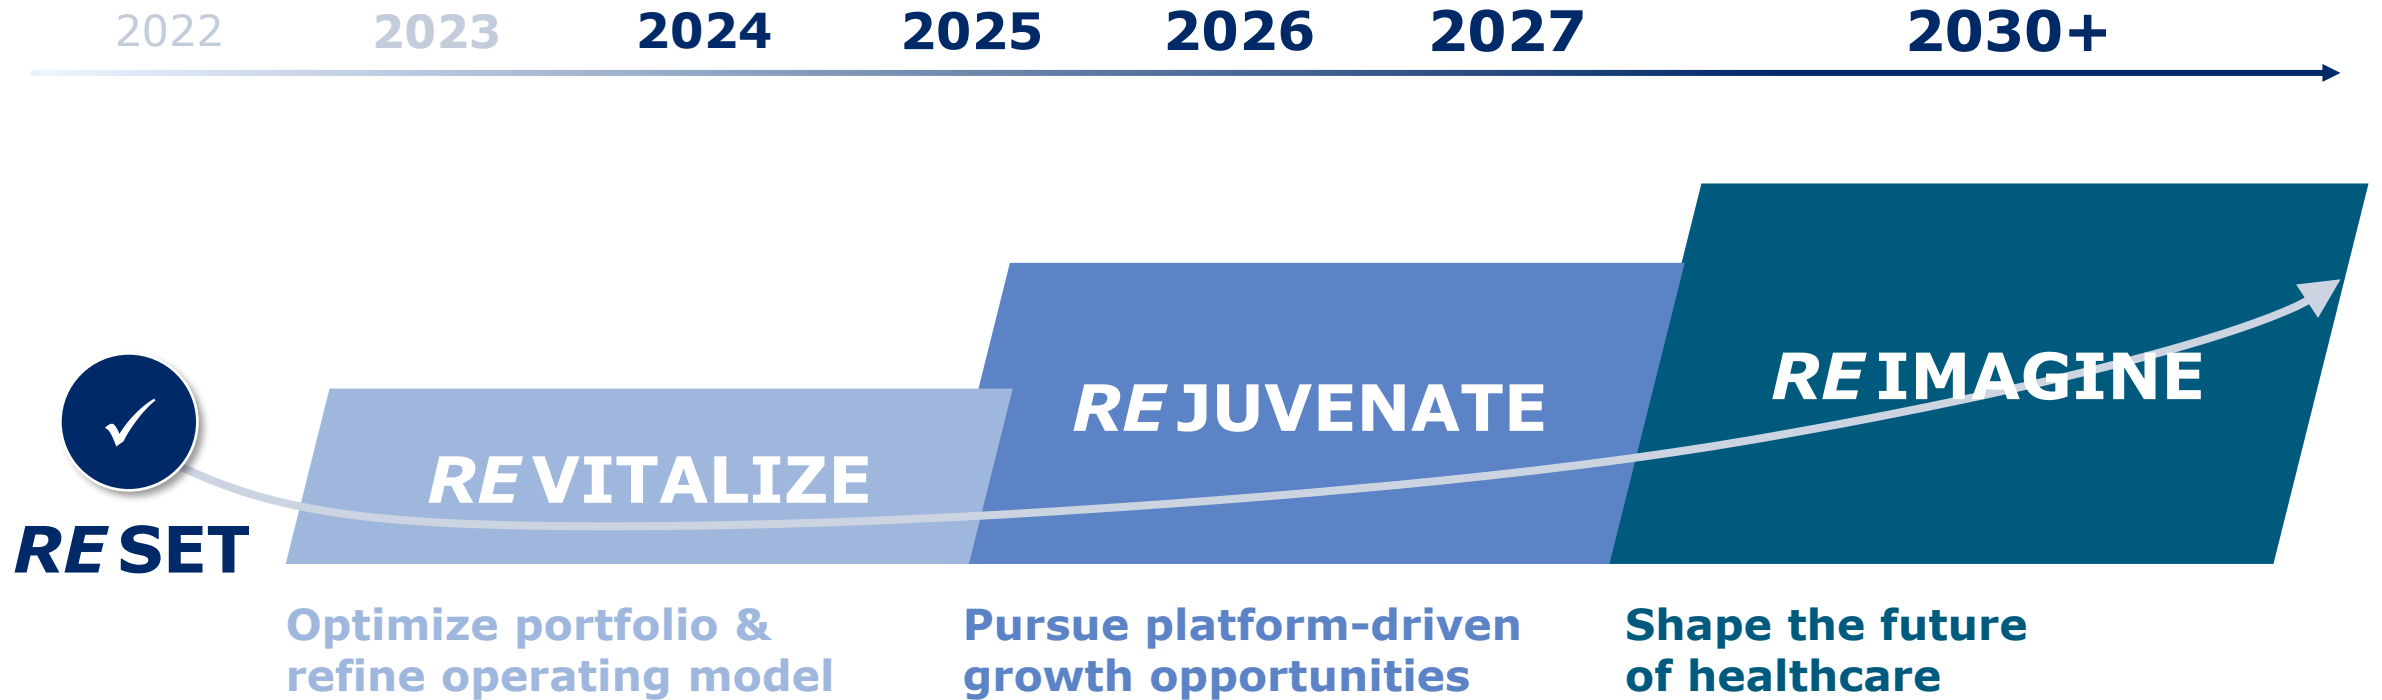 2022 2023 2024 2025 2026 2027 2030+
REIMAGINE
REJUVENATE
REVITALIZE
RESET
Optimize portfolio &
refine operating model
Pursue platform-driven
growth opportunities
Shape the future
of healthcare